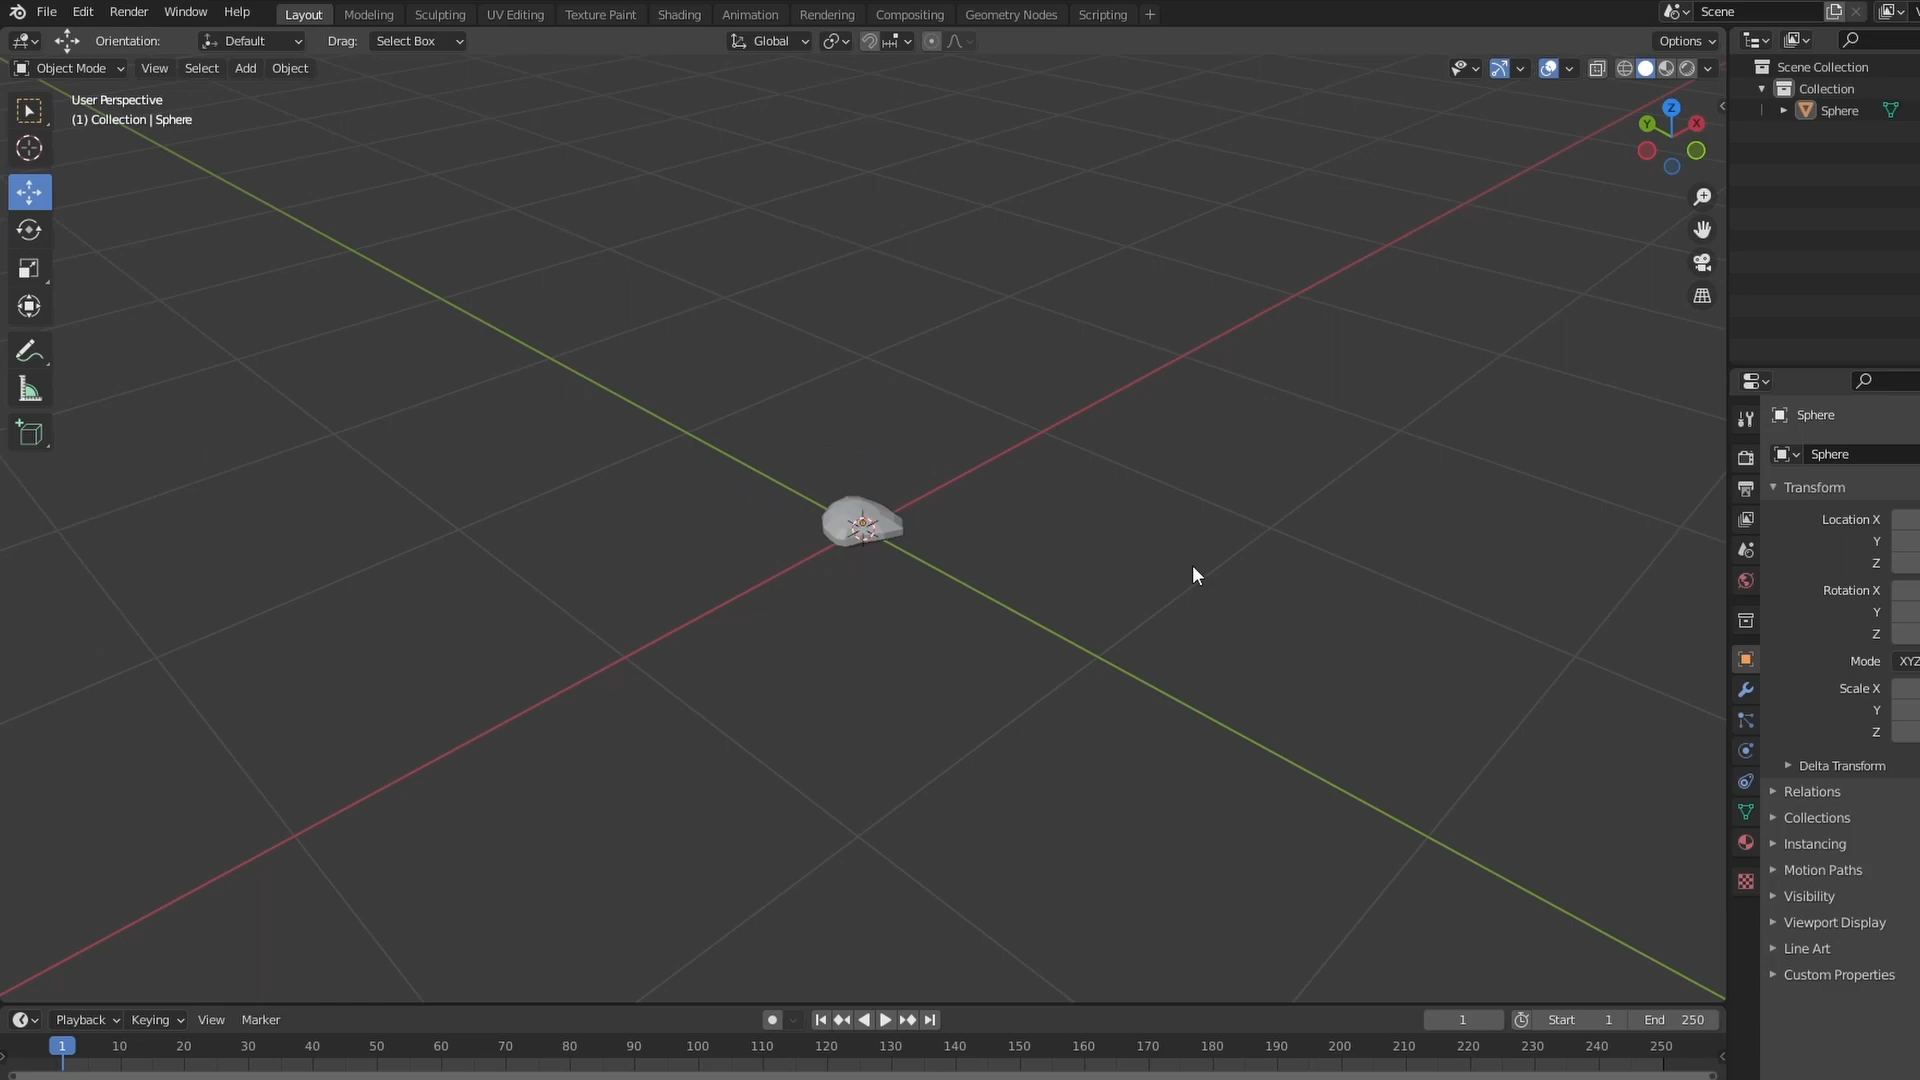 File Edit Render Window Help Layout Modeling Sculpting UV Editing Texture Paint Shading Animation Rendering Compositing Geometry Nodes Scripting + Scene
Orientation: Default Drag: Select Box Global Options
Object Mode View Select Add Object
User Perspective
(1) Collection | Sphere
Z
Y
X
Scene Collection
Collection
Sphere
Sphere
Sphere
Transform
Location X
Y
Z
Rotation X
Y
Z
Mode XYZ
Scale X
Y
Z
Delta Transform
Relations
Collections
Instancing
Motion Paths
Visibility
Viewport Display
Line Art
Custom Properties
Playback Keying View Marker 1 Start 1 End 250
1 10 20 30 40 50 60 70 80 90 100 110 120 130 140 150 160 170 180 190 200 210 220 230 240 250